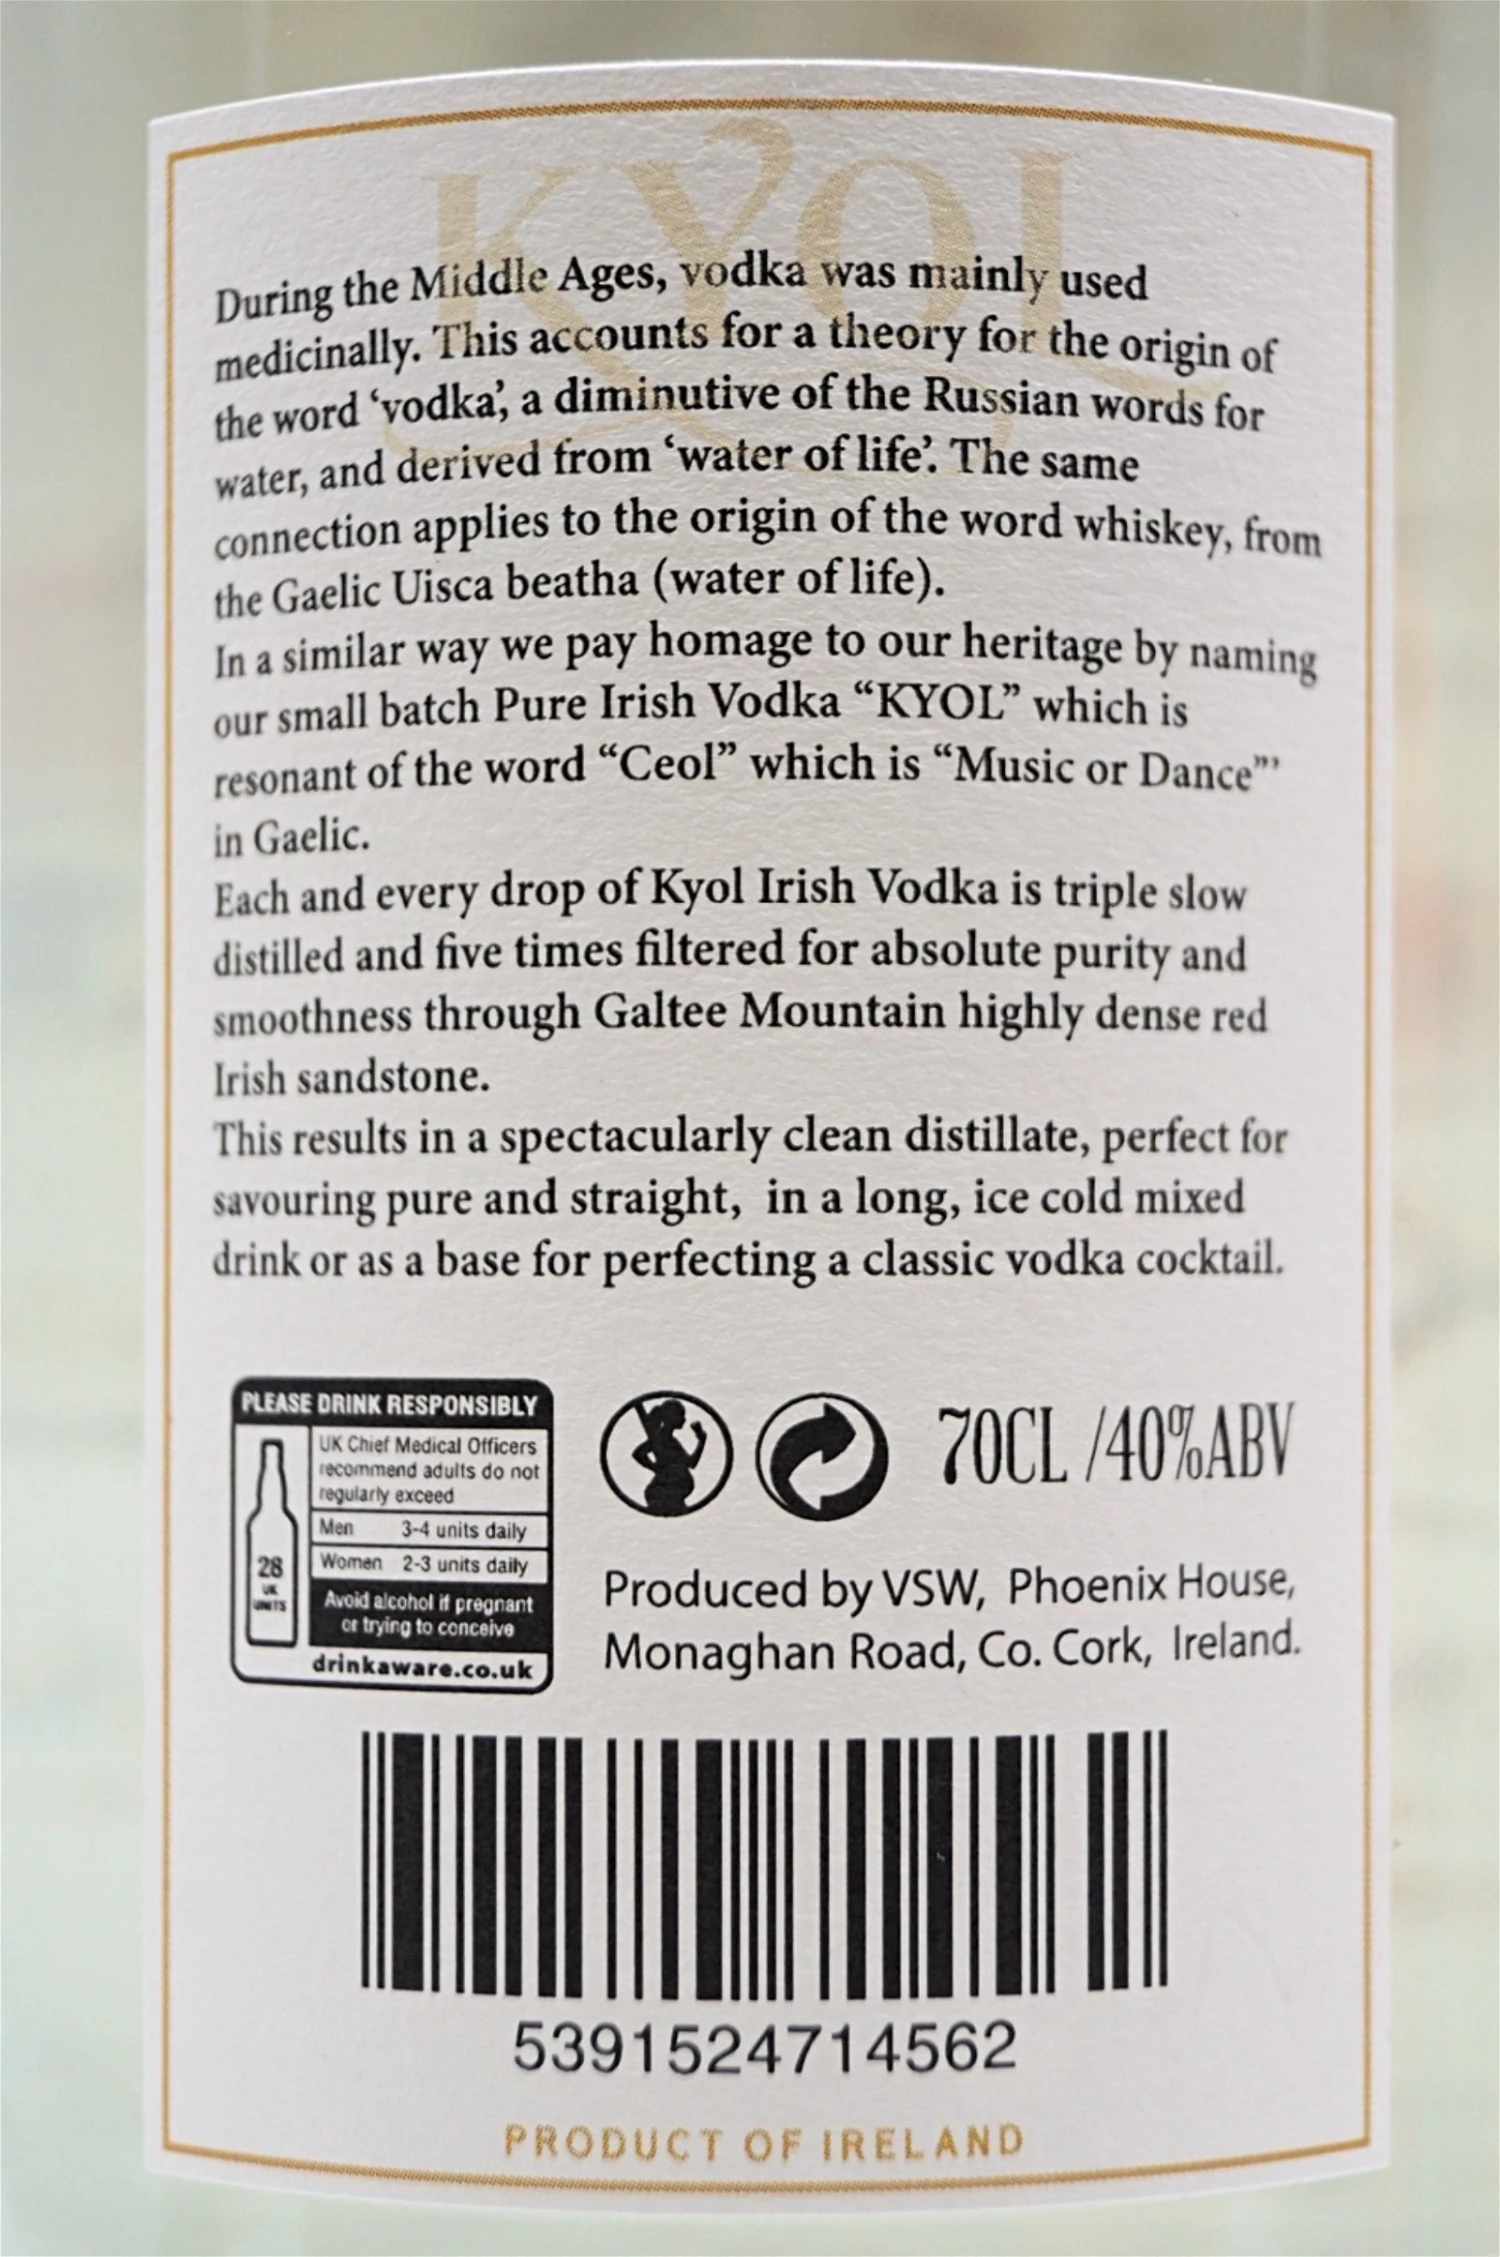 KYOL
During the Middle Ages, vodka was mainly used
medicinally. This accounts for a theory for the origin of
the word ‘vodka’, a diminutive of the Russian words for
water, and derived from ‘water of life’. The same
connection applies to the origin of the word whiskey, from
the Gaelic Uisca beatha (water of life).
In a similar way we pay homage to our heritage by naming
our small batch Pure Irish Vodka “KYOL” which is
resonant of the word “Ceol” which is “Music or Dance”’
in Gaelic.
Each and every drop of Kyol Irish Vodka is triple slow
distilled and five times filtered for absolute purity and
smoothness through Galtee Mountain highly dense red
Irish sandstone.
This results in a spectacularly clean distillate, perfect for
savouring pure and straight, in a long, ice cold mixed
drink or as a base for perfecting a classic vodka cocktail.
PLEASE DRINK RESPONSIBLY
UK Chief Medical Officers
recommend adults do not
regularly exceed
Men 3-4 units daily
Women 2-3 units daily
28
UK
UNITS
Avoid alcohol if pregnant
or trying to conceive
drinkaware.co.uk
70CL /40%ABV
Produced by VSW, Phoenix House,
Monaghan Road, Co. Cork, Ireland.
5391524714562
PRODUCT OF IRELAND